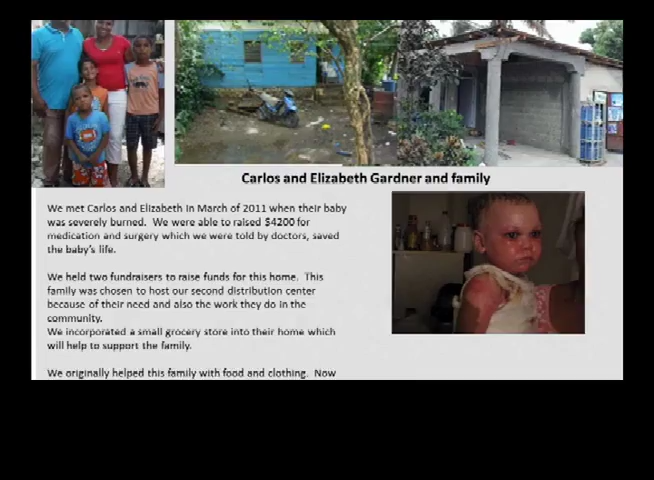 Carlos and Elizabeth Gardner and family
We met Carlos and Elizabeth in March of 2011 when their baby
was severely burned.  We were able to raised $4200 for
medication and surgery which we were told by doctors, saved
the baby's life.
We held two fundraisers to raise funds for this home.  This
family was chosen to host our second distribution center
because of their need and also the work they do in the
community.
We incorporated a small grocery store into their home which
will help to support the family.
We originally helped this family with food and clothing.  Now